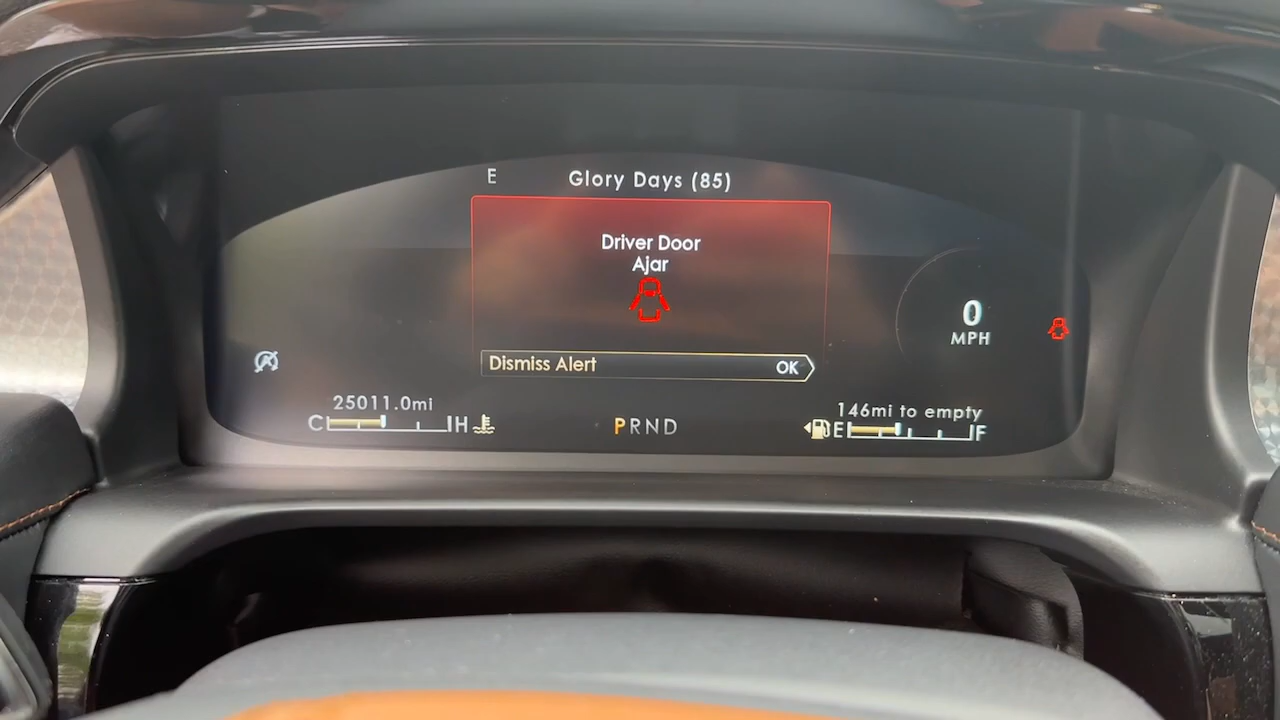 E Glory Days (85)
Driver Door
Ajar
Dismiss Alert OK
0
MPH
25011.0mi
C H
PRND
146mi to empty
E F